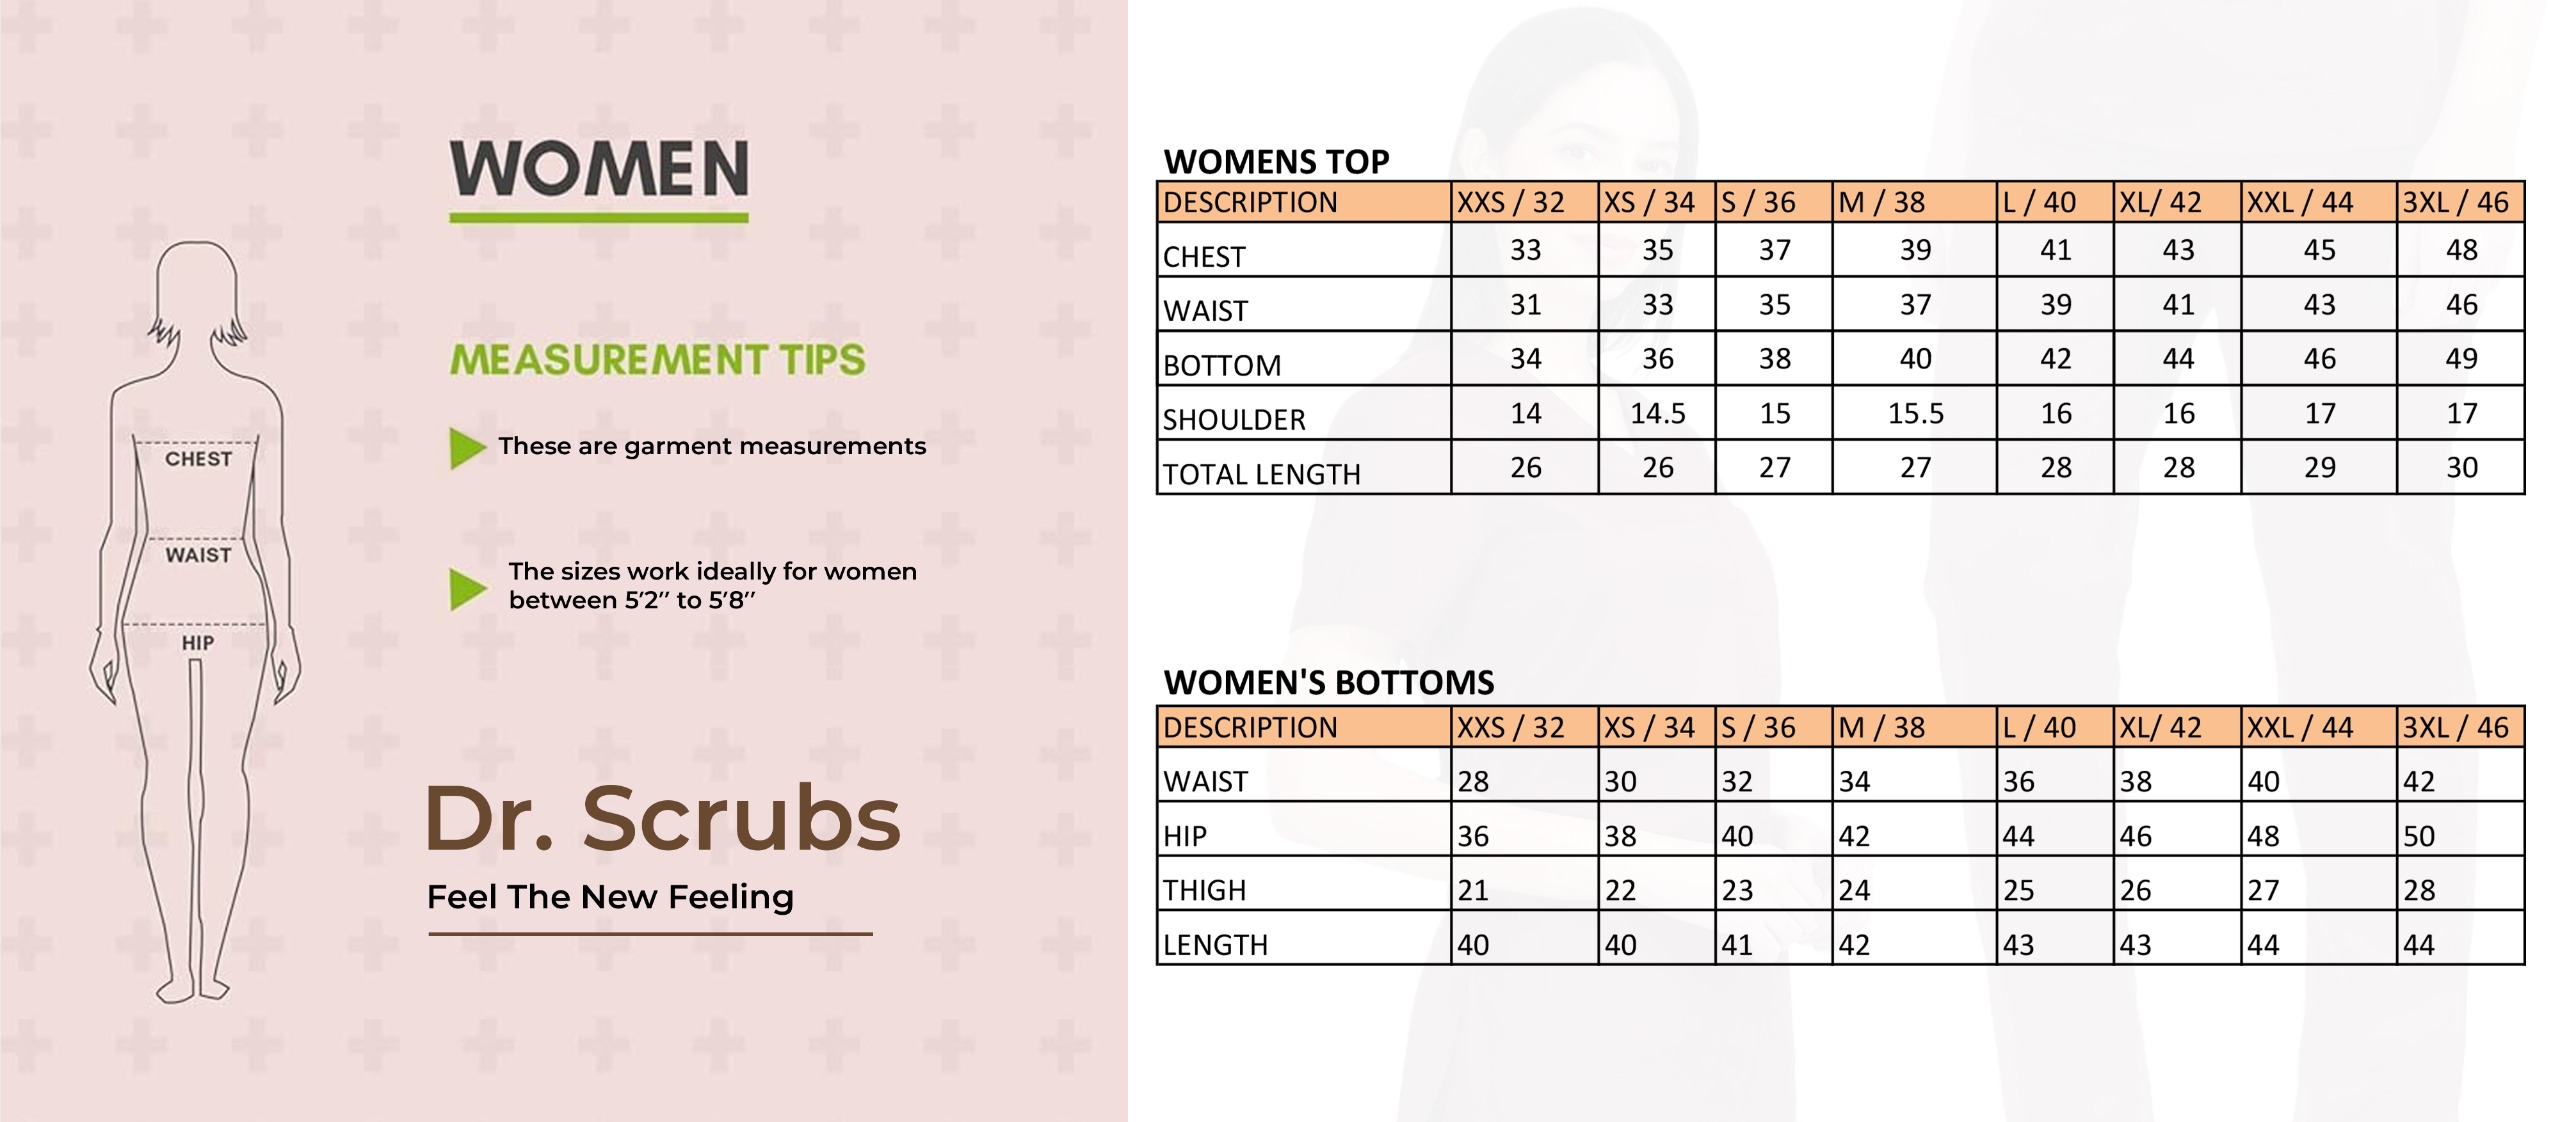 WOMEN
MEASUREMENT TIPS
These are garment measurements
The sizes work ideally for women
between 5'2'' to 5'8''
CHEST
WAIST
HIP
Dr. Scrubs
Feel The New Feeling
WOMENS TOP
DESCRIPTION XXS / 32 XS / 34 S / 36 M / 38 L / 40 XL/ 42 XXL / 44 3XL / 46
CHEST 33 35 37 39 41 43 45 48
WAIST 31 33 35 37 39 41 43 46
BOTTOM 34 36 38 40 42 44 46 49
SHOULDER 14 14.5 15 15.5 16 16 17 17
TOTAL LENGTH 26 26 27 27 28 28 29 30
WOMEN'S BOTTOMS
DESCRIPTION XXS / 32 XS / 34 S / 36 M / 38 L / 40 XL/ 42 XXL / 44 3XL / 46
WAIST 28 30 32 34 36 38 40 42
HIP 36 38 40 42 44 46 48 50
THIGH 21 22 23 24 25 26 27 28
LENGTH 40 40 41 42 43 43 44 44